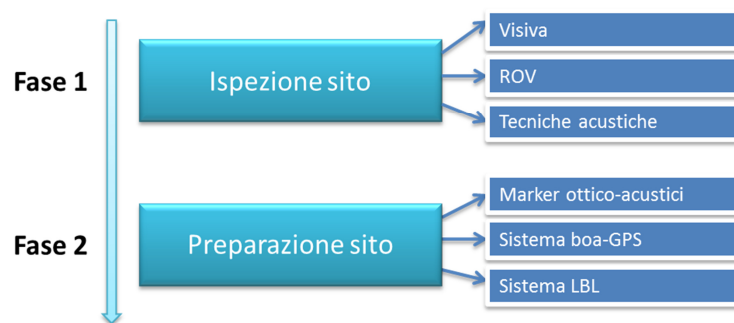 Fase 1
Ispezione sito
Visiva
ROV
Tecniche acustiche
Fase 2
Preparazione sito
Marker ottico-acustici
Sistema boa-GPS
Sistema LBL